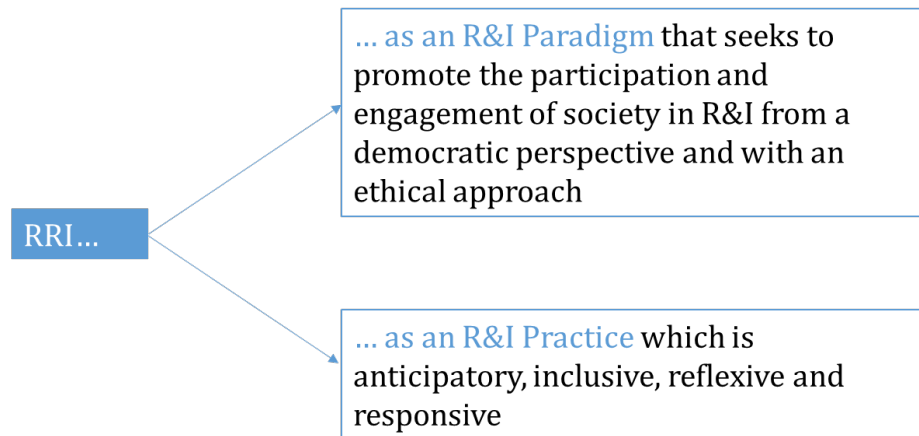 ... as an R&I Paradigm that seeks to
promote the participation and
engagement of society in R&I from a
democratic perspective and with an
ethical approach
RRI...
... as an R&I Practice which is
anticipatory, inclusive, reflexive and
responsive